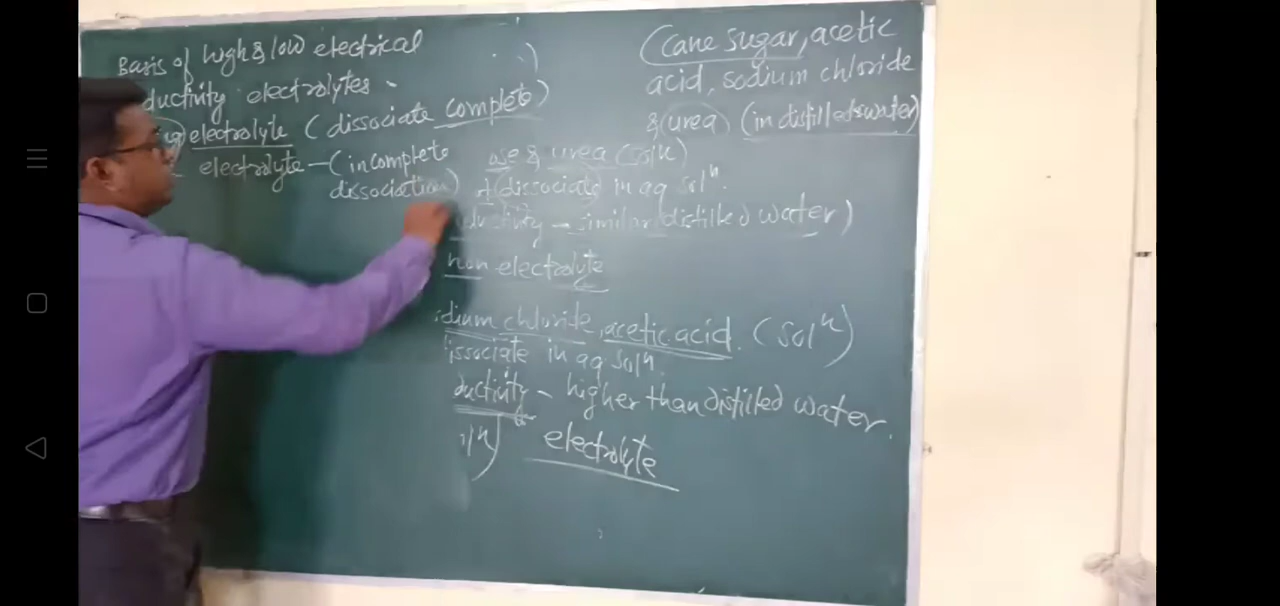 Basis of high & low electrical
ductivity electrolytes -
electrolyte ( dissociate complete )
electrolyte - ( incomplete
dissociation )
(cane sugar, acetic
acid, sodium chloride
& (urea) (in distilled water)
ose & urea (solⁿ)
(dissociate) in aq solⁿ.
ductivity - similar (distilled water)
non electrolyte
dium chloride, acetic acid. (solⁿ)
dissociate in aq solⁿ.
ductivity - higher than distilled water.
electrolyte